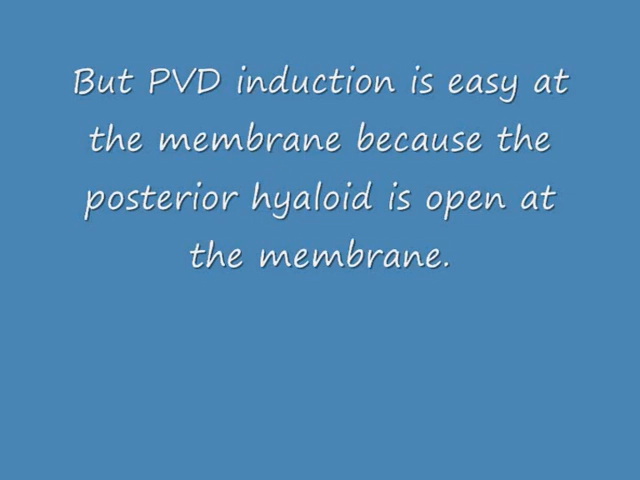 But PVD induction is easy at
the membrane because the
posterior hyaloid is open at
the membrane.